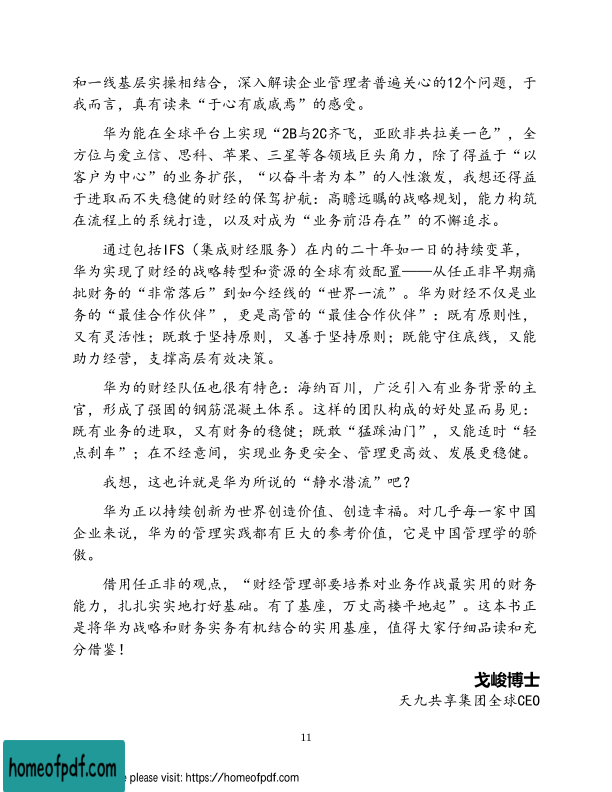 和一线基层实操相结合，深入解读企业管理者普遍关心的12个问题，于
我而言，真有读来“于心有戚戚焉”的感受。
华为能在全球平台上实现“2B与2C齐飞，亚欧非共拉美一色”，全
方位与爱立信、思科、苹果、三星等各领域巨头角力，除了得益于“以
客户为中心”的业务扩张，“以奋斗者为本”的人性激发，我想还得益
于进取而不失稳健的财经的保驾护航：高瞻远瞩的战略规划，能力构筑
在流程上的系统打造，以及对成为“业务前沿存在”的不懈追求。
通过包括IFS（集成财经服务）在内的二十年如一日的持续变革，
华为实现了财经的战略转型和资源的全球有效配置——从任正非早期痛
批财务的“非常落后”到如今经线的“世界一流”。华为财经不仅是业
务的“最佳合作伙伴”，更是高管的“最佳合作伙伴”：既有原则性，
又有灵活性；既敢于坚持原则，又善于坚持原则；既能守住底线，又能
助力经营，支撑高层有效决策。
华为的财经队伍也很有特色：海纳百川，广泛引入有业务背景的主
官，形成了强固的钢筋混凝土体系。这样的团队构成的好处显而易见：
既有业务的进取，又有财务的稳健；既敢“猛踩油门”，又能适时“轻
点刹车”；在不经意间，实现业务更安全、管理更高效、发展更稳健。
我想，这也许就是华为所说的“静水潜流”吧？
华为正以持续创新为世界创造价值、创造幸福。对几乎每一家中国
企业来说，华为的管理实践都有巨大的参考价值，它是中国管理学的骄
傲。
借用任正非的观点，“财经管理部要培养对业务作战最实用的财务
能力，扎扎实实地打好基础。有了基座，万丈高楼平地起”。这本书正
是将华为战略和财务实务有机结合的实用基座，值得大家仔细品读和充
分借鉴！
戈峻博士
天九共享集团全球CEO
11
homeofpdf.com
e please visit: https://homeofpdf.com